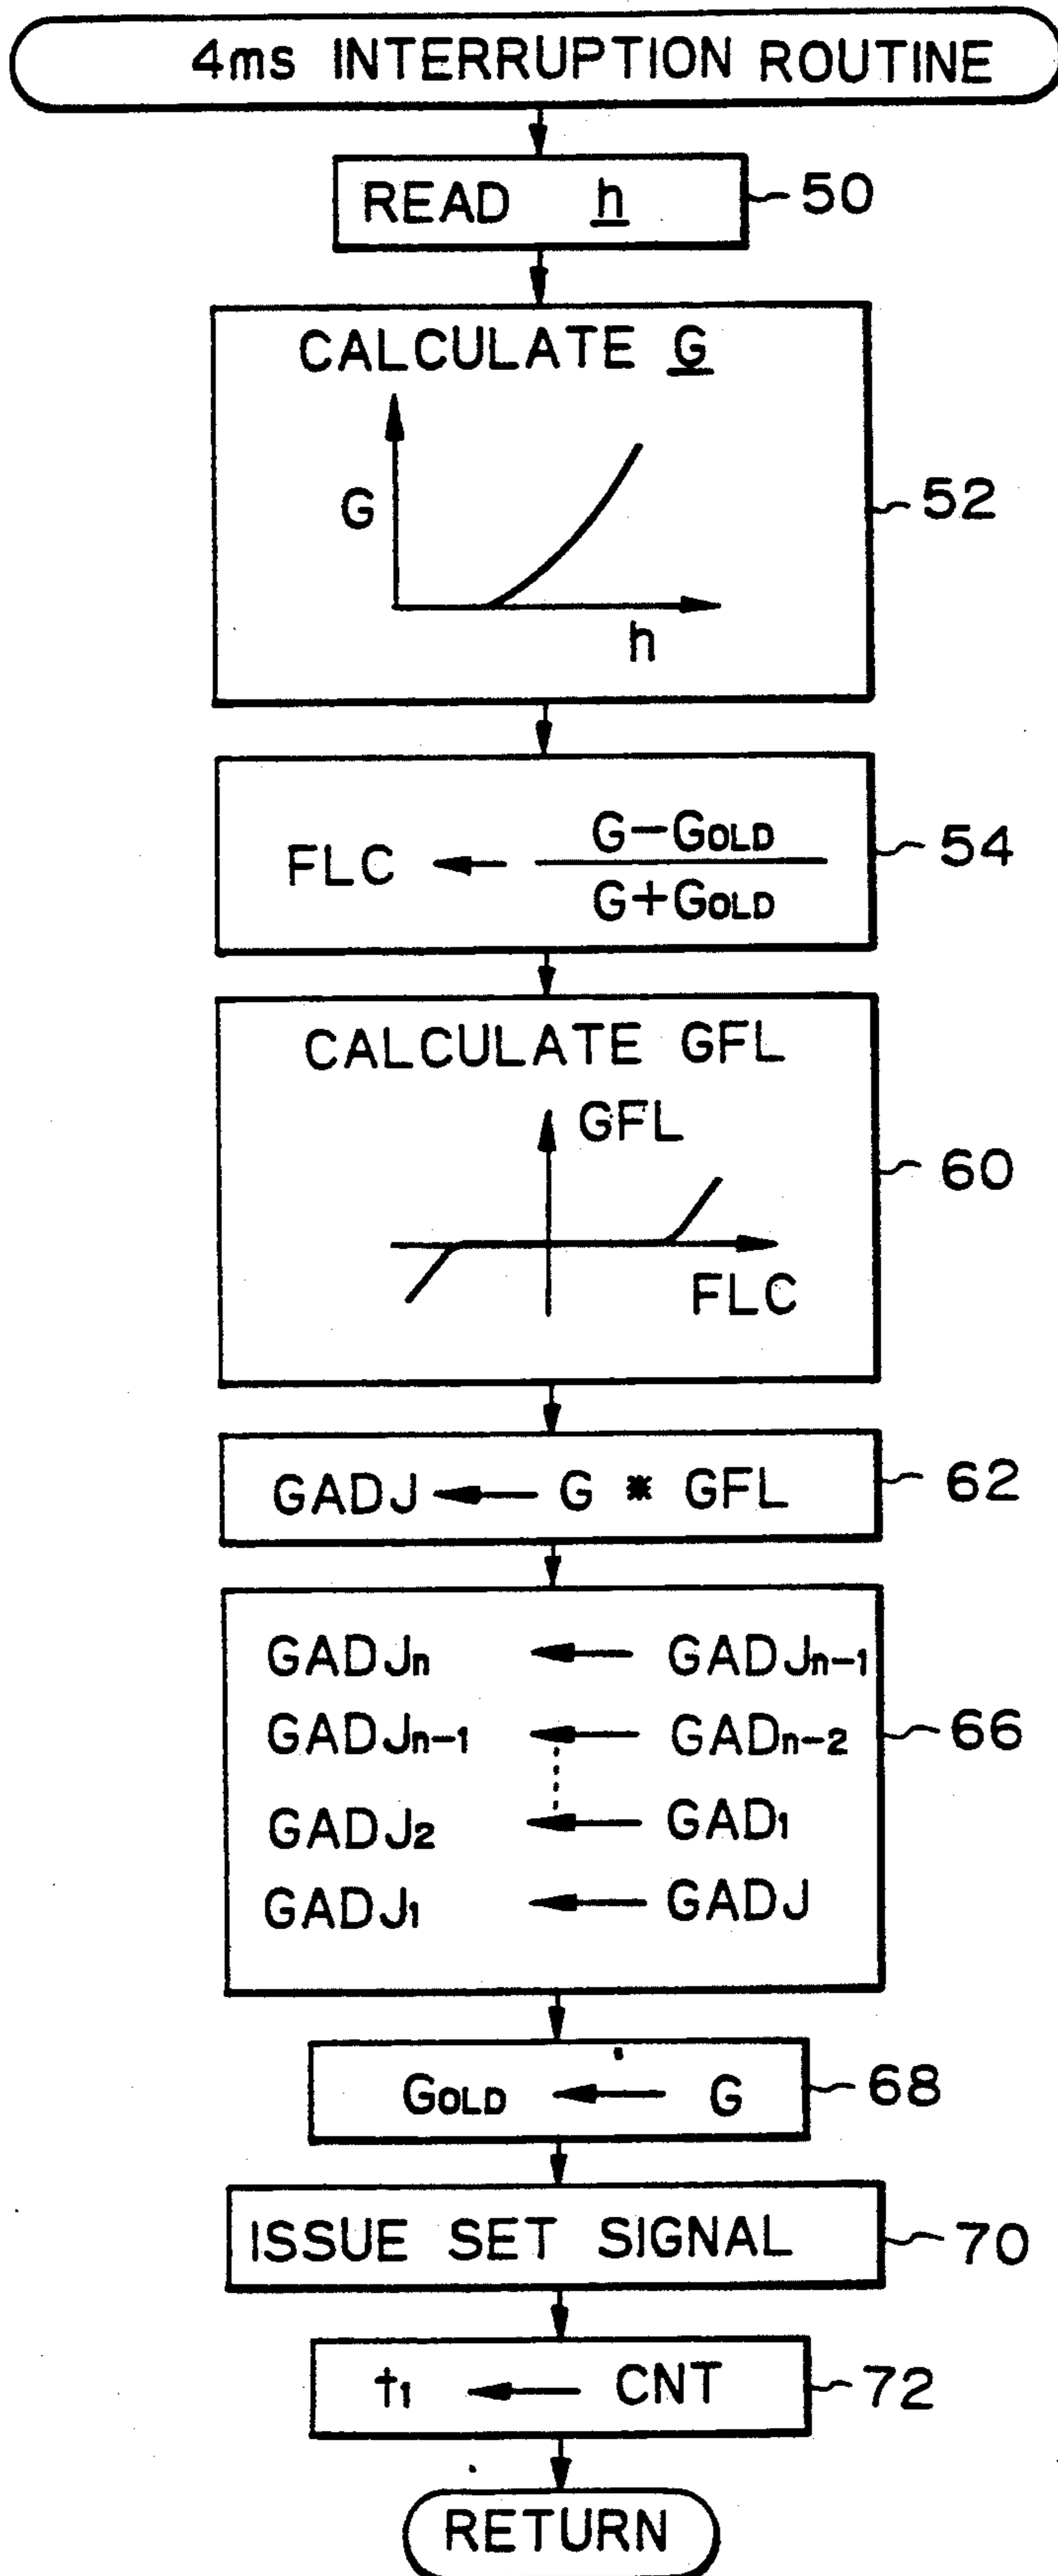 4ms INTERRUPTION ROUTINE
READ h
50
CALCULATE G
G
h
52
FLC ← G−GOLD
G+GOLD
54
CALCULATE GFL
GFL
FLC
60
GADJ ← G * GFL
62
GADJn ← GADJn-1
GADJn-1 ← GADn-2
GADJ2 ← GAD1
GADJ1 ← GADJ
66
GOLD ← G
68
ISSUE SET SIGNAL
70
t1 ← CNT
72
RETURN